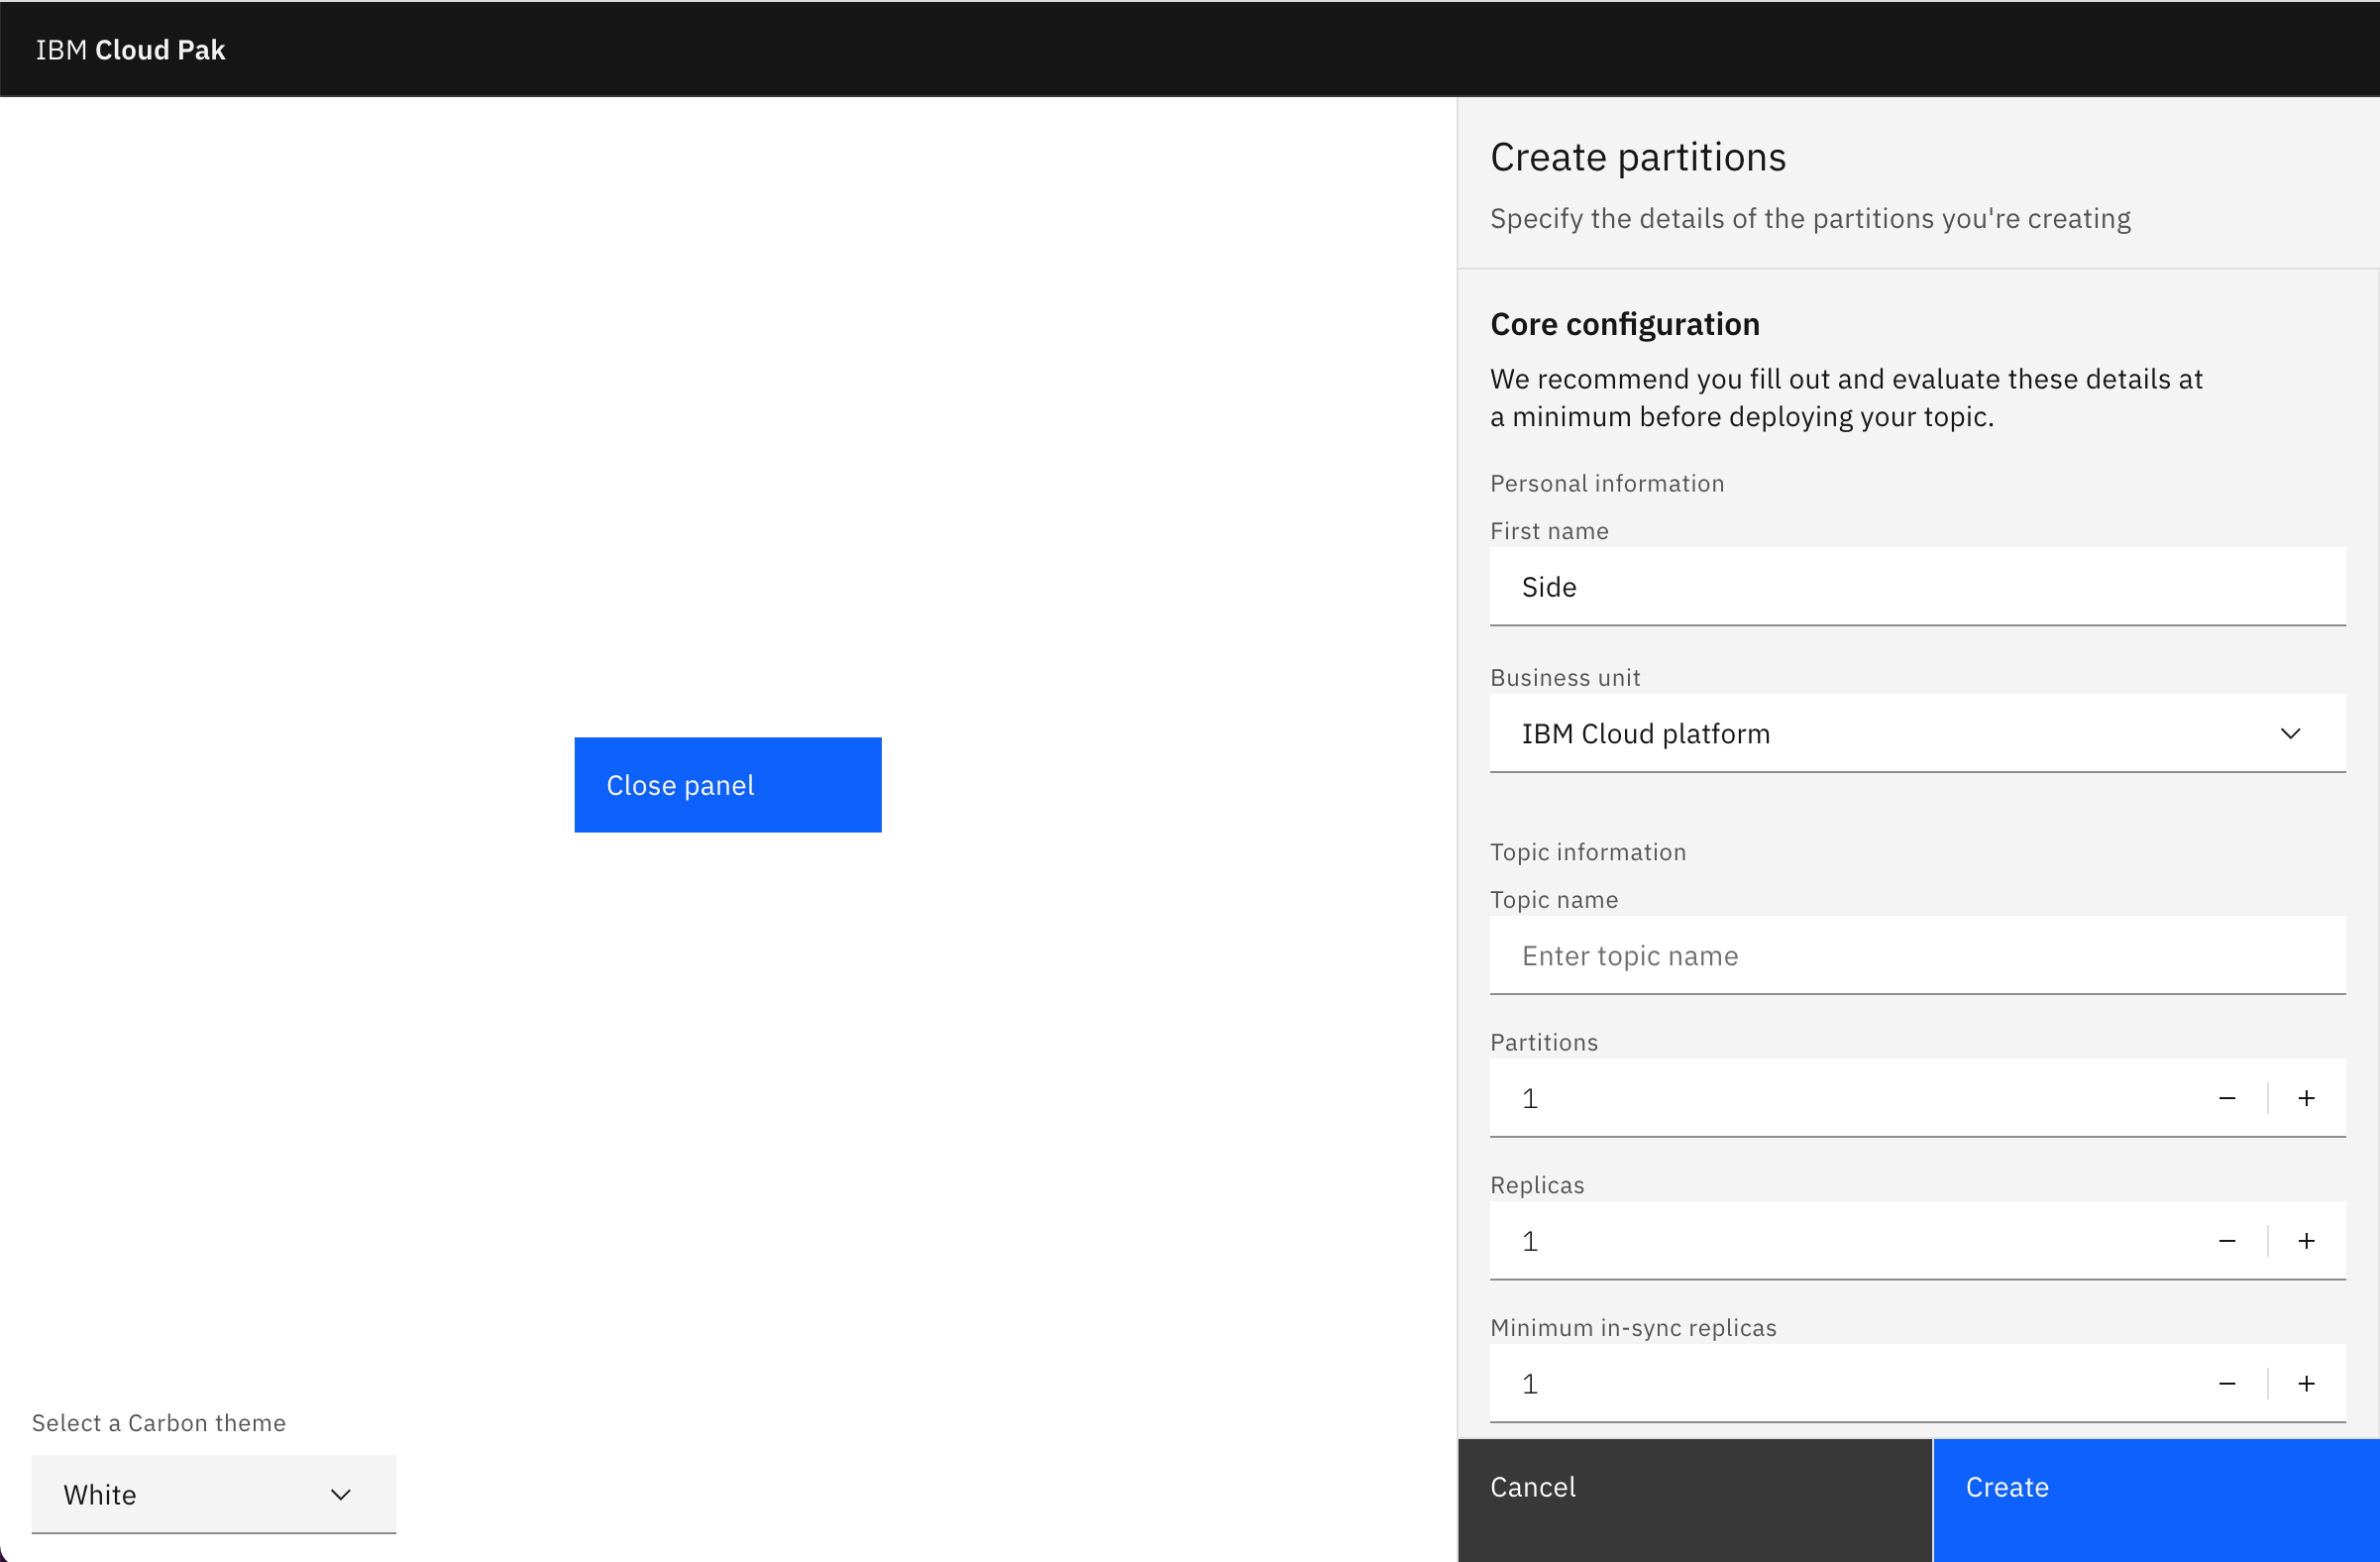 IBM Cloud Pak
Create partitions
Specify the details of the partitions you're creating
Core configuration
We recommend you fill out and evaluate these details at
a minimum before deploying your topic.
Personal information
First name
Side
Business unit
IBM Cloud platform
Close panel
Topic information
Topic name
Enter topic name
Partitions
1
Replicas
1
Minimum in-sync replicas
1
Select a Carbon theme
White
Cancel
Create